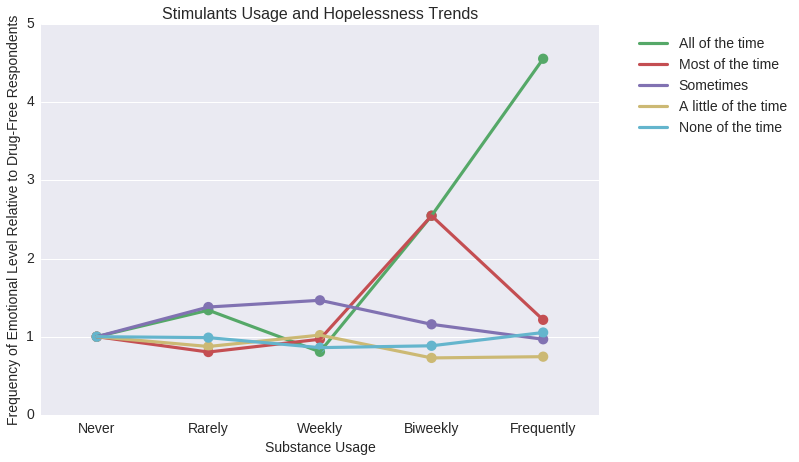 Stimulants Usage and Hopelessness Trends
Frequency of Emotional Level Relative to Drug-Free Respondents
5
4
3
2
1
0
Never
Rarely
Weekly
Biweekly
Frequently
Substance Usage
All of the time
Most of the time
Sometimes
A little of the time
None of the time